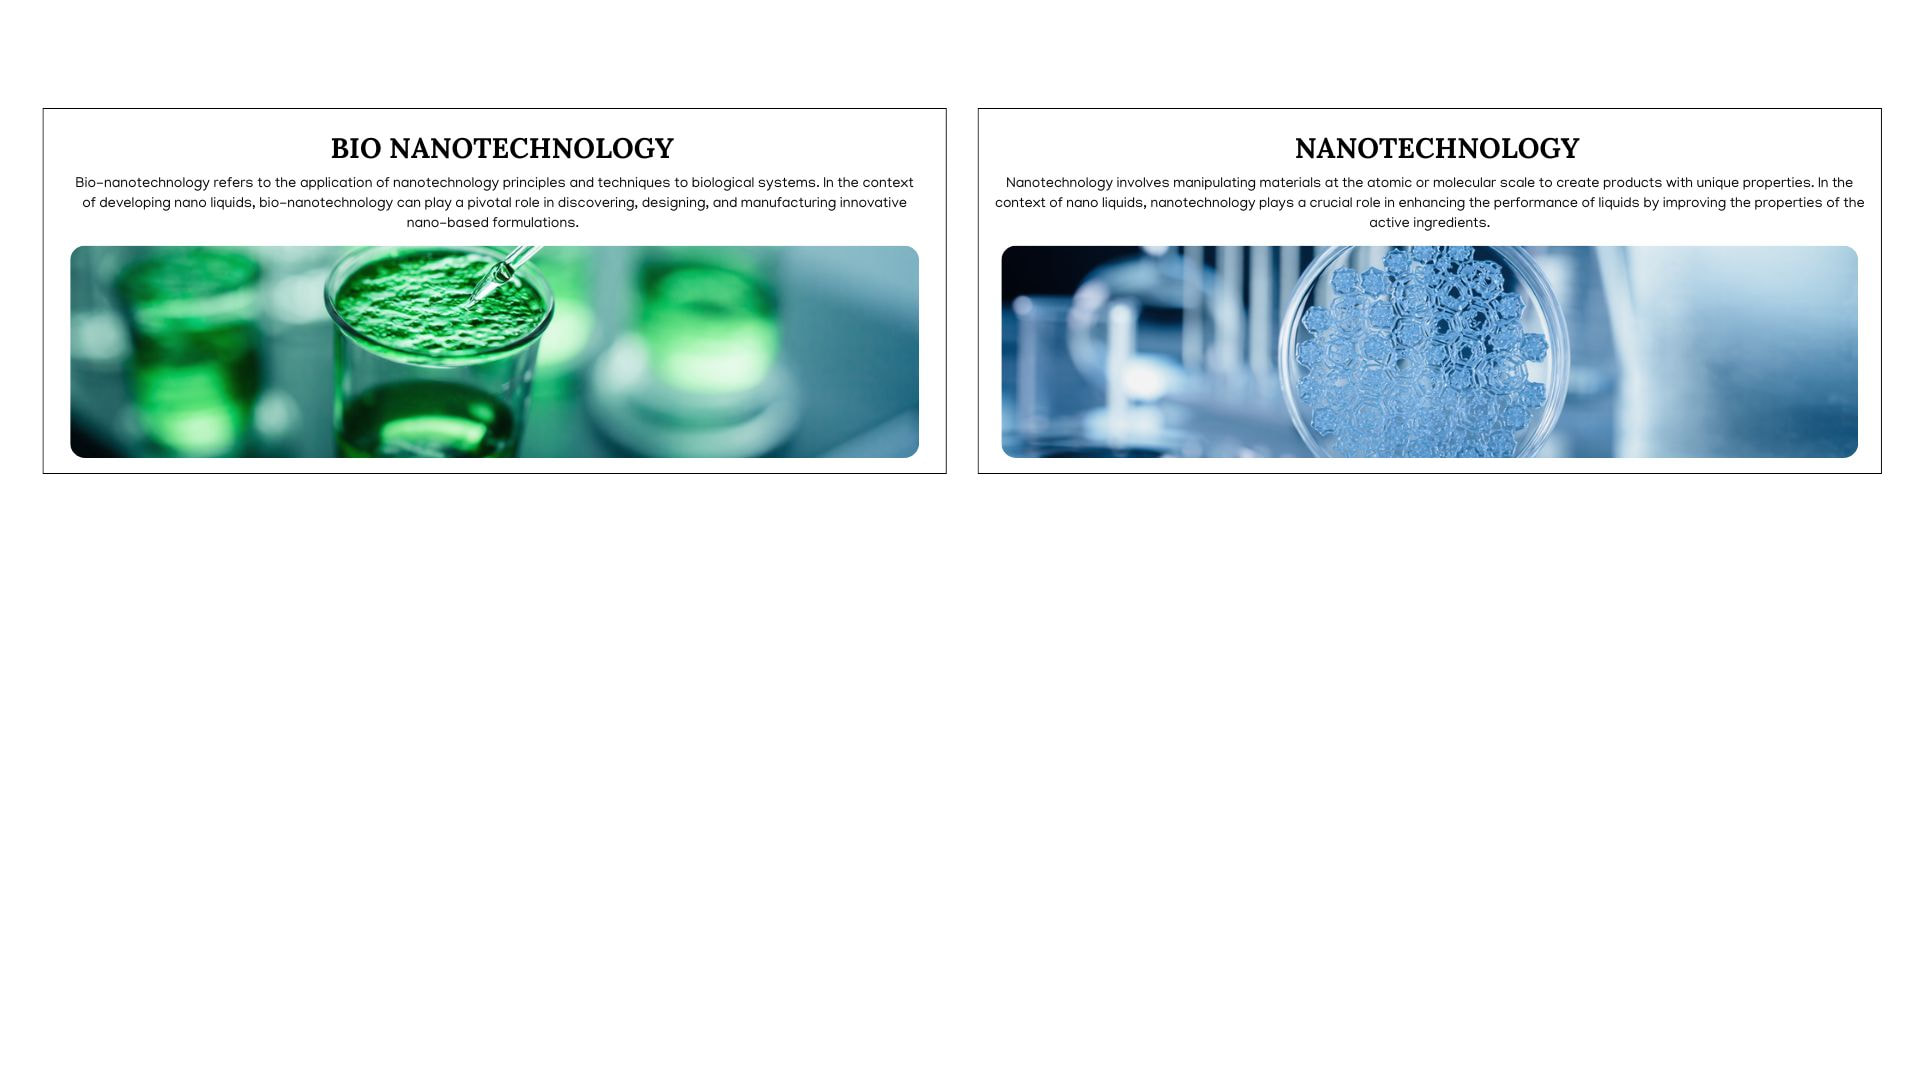 BIO NANOTECHNOLOGY
Bio-nanotechnology refers to the application of nanotechnology principles and techniques to biological systems. In the context
of developing nano liquids, bio-nanotechnology can play a pivotal role in discovering, designing, and manufacturing innovative
nano-based formulations.
NANOTECHNOLOGY
Nanotechnology involves manipulating materials at the atomic or molecular scale to create products with unique properties. In the
context of nano liquids, nanotechnology plays a crucial role in enhancing the performance of liquids by improving the properties of the
active ingredients.